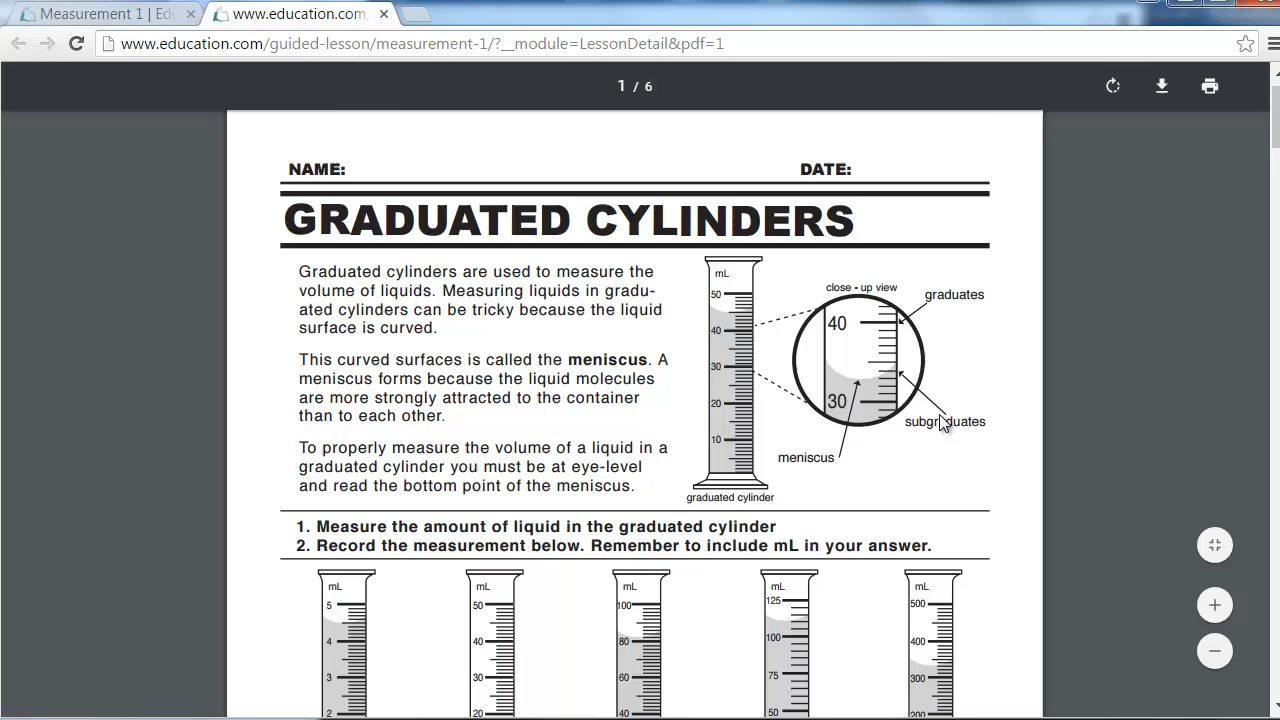 Measurement 1 | Edu
www.education.com
www.education.com/guided-lesson/measurement-1/?__module=LessonDetail&pdf=1
1 / 6
NAME:
DATE:
GRADUATED CYLINDERS
Graduated cylinders are used to measure the
volume of liquids. Measuring liquids in gradu-
ated cylinders can be tricky because the liquid
surface is curved.
This curved surfaces is called the meniscus. A
meniscus forms because the liquid molecules
are more strongly attracted to the container
than to each other.
To properly measure the volume of a liquid in a
graduated cylinder you must be at eye-level
and read the bottom point of the meniscus.
mL
50
40
30
20
10
graduated cylinder
close - up view
40
30
graduates
subgraduates
meniscus
1. Measure the amount of liquid in the graduated cylinder
2. Record the measurement below. Remember to include mL in your answer.
mL
5
4
3
2
mL
50
40
30
20
mL
100
80
60
40
mL
125
100
75
50
mL
500
400
300
200